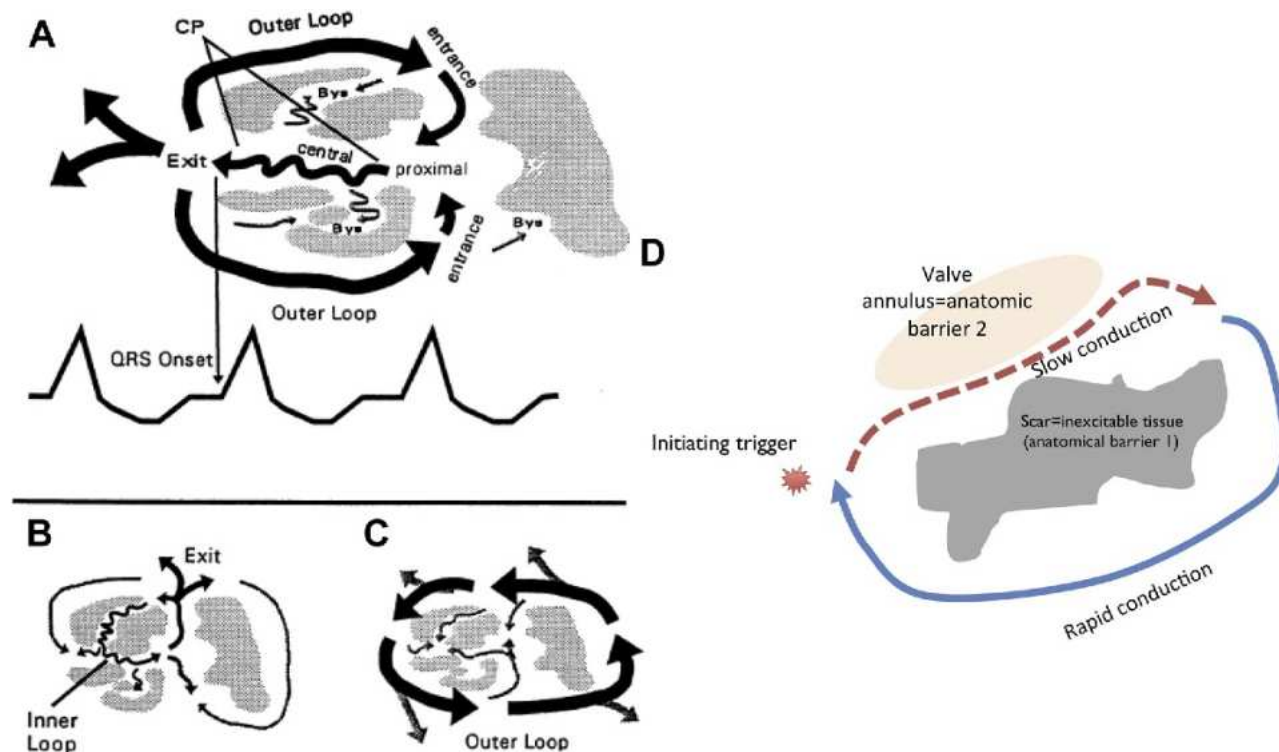 A
CP
Outer Loop
entrance
Bys
central
Exit
proximal
Bys
entrance
Bys
Outer Loop
QRS Onset
B
Exit
Inner
Loop
C
Outer Loop
D
Valve
annulus=anatomic
barrier 2
Slow conduction
Scar=inexcitable tissue
(anatomical barrier 1)
Initiating trigger
Rapid conduction